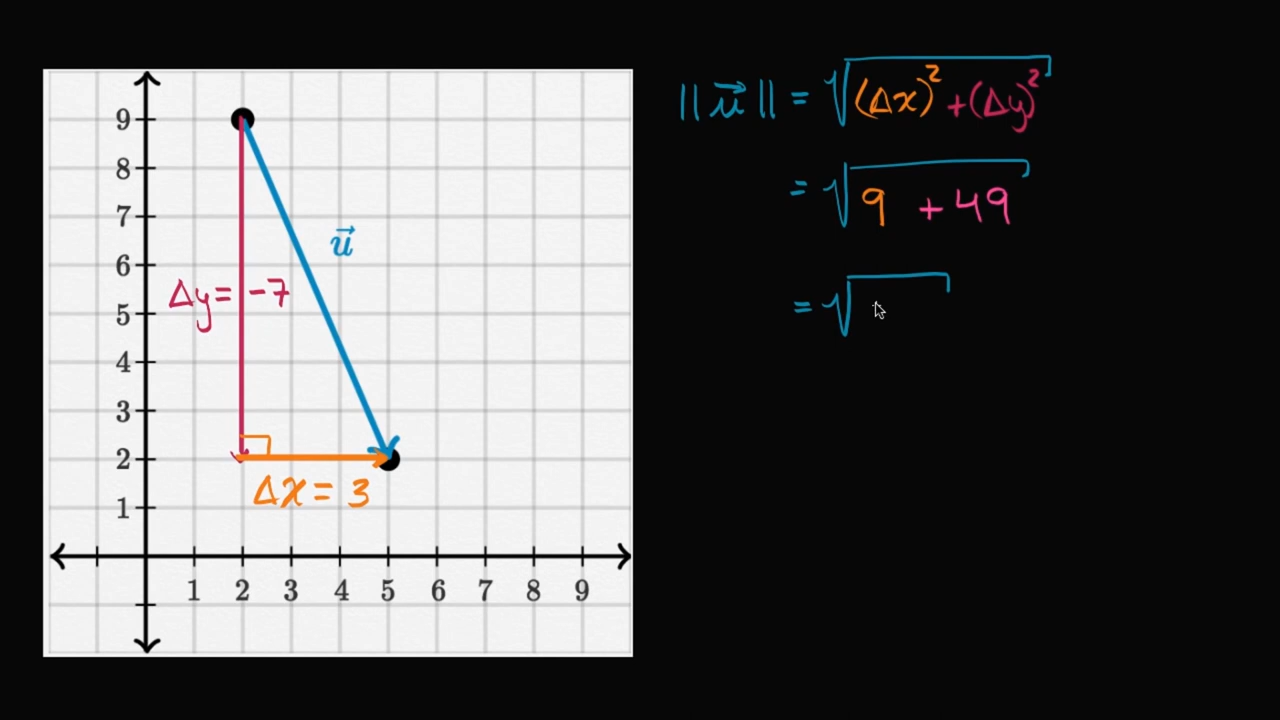 ||u⃗|| = √((Δx)² + (Δy)²)
= √(9 + 49)
= √
9
8
7
6
5
4
3
2
1
u⃗
Δy = -7
Δx = 3
1 2 3 4 5 6 7 8 9